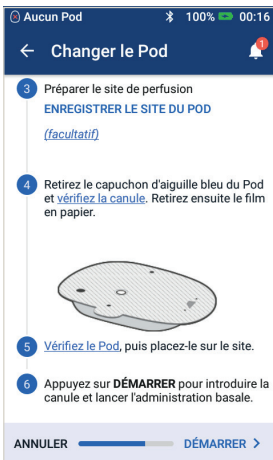 Aucun Pod 100% 00:16
Changer le Pod
1
3 Préparer le site de perfusion
ENREGISTRER LE SITE DU POD
(facultatif)
4 Retirez le capuchon d'aiguille bleu du Pod
et vérifiez la canule. Retirez ensuite le film
en papier.
5 Vérifiez le Pod, puis placez-le sur le site.
6 Appuyez sur DÉMARRER pour introduire la
canule et lancer l'administration basale.
ANNULER DÉMARRER